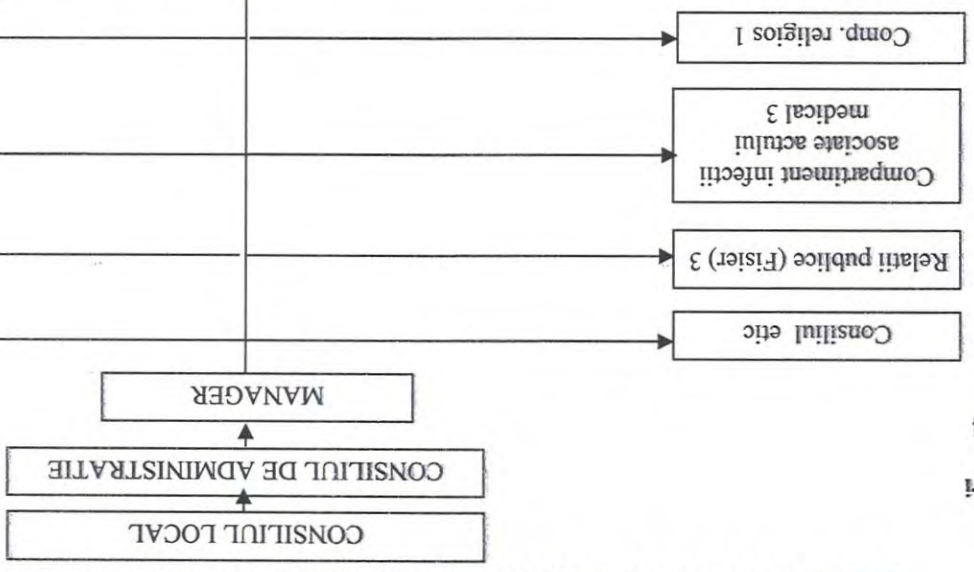 CONSILIUL LOCAL
CONSILIUL DE ADMINISTRATIE
MANAGER
Consiliul etic
Relatii publice (Fisier) 3
Compartiment infectii
asociate actului
medical 3
Comp. religios 1